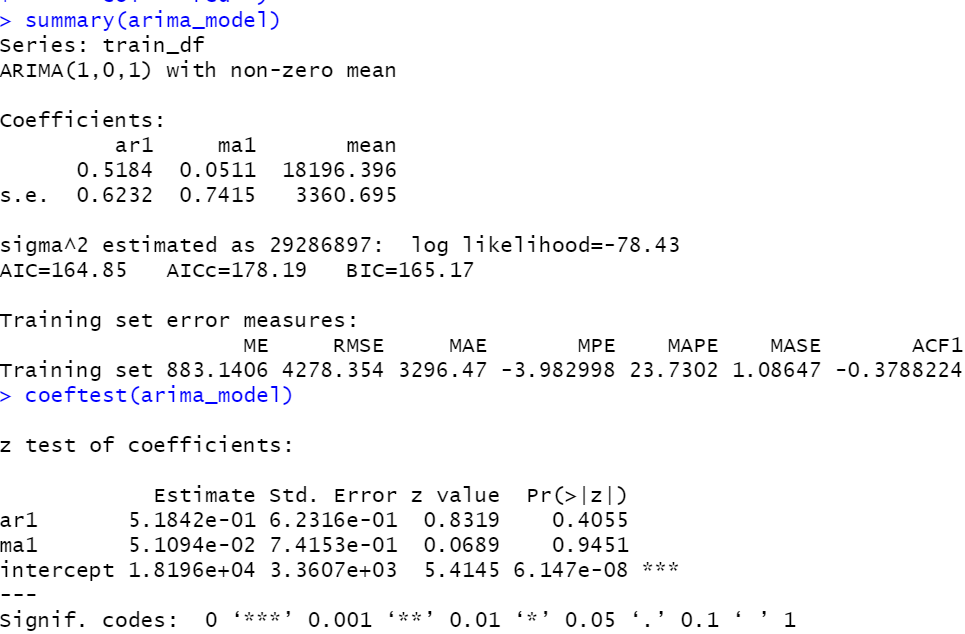 > summary(arima_model)
Series: train_df
ARIMA(1,0,1) with non-zero mean
Coefficients:
ar1 ma1 mean
0.5184 0.0511 18196.396
s.e. 0.6232 0.7415 3360.695
sigma^2 estimated as 29286897: log likelihood=-78.43
AIC=164.85 AICc=178.19 BIC=165.17
Training set error measures:
ME RMSE MAE MPE MAPE MASE ACF1
Training set 883.1406 4278.354 3296.47 -3.982998 23.7302 1.08647 -0.3788224
> coeftest(arima_model)
z test of coefficients:
Estimate Std. Error z value Pr(>|z|)
ar1 5.1842e-01 6.2316e-01 0.8319 0.4055
ma1 5.1094e-02 7.4153e-01 0.0689 0.9451
intercept 1.8196e+04 3.3607e+03 5.4145 6.147e-08 ***
---
Signif. codes: 0 ‘***’ 0.001 ‘**’ 0.01 ‘*’ 0.05 ‘.’ 0.1 ‘ ’ 1